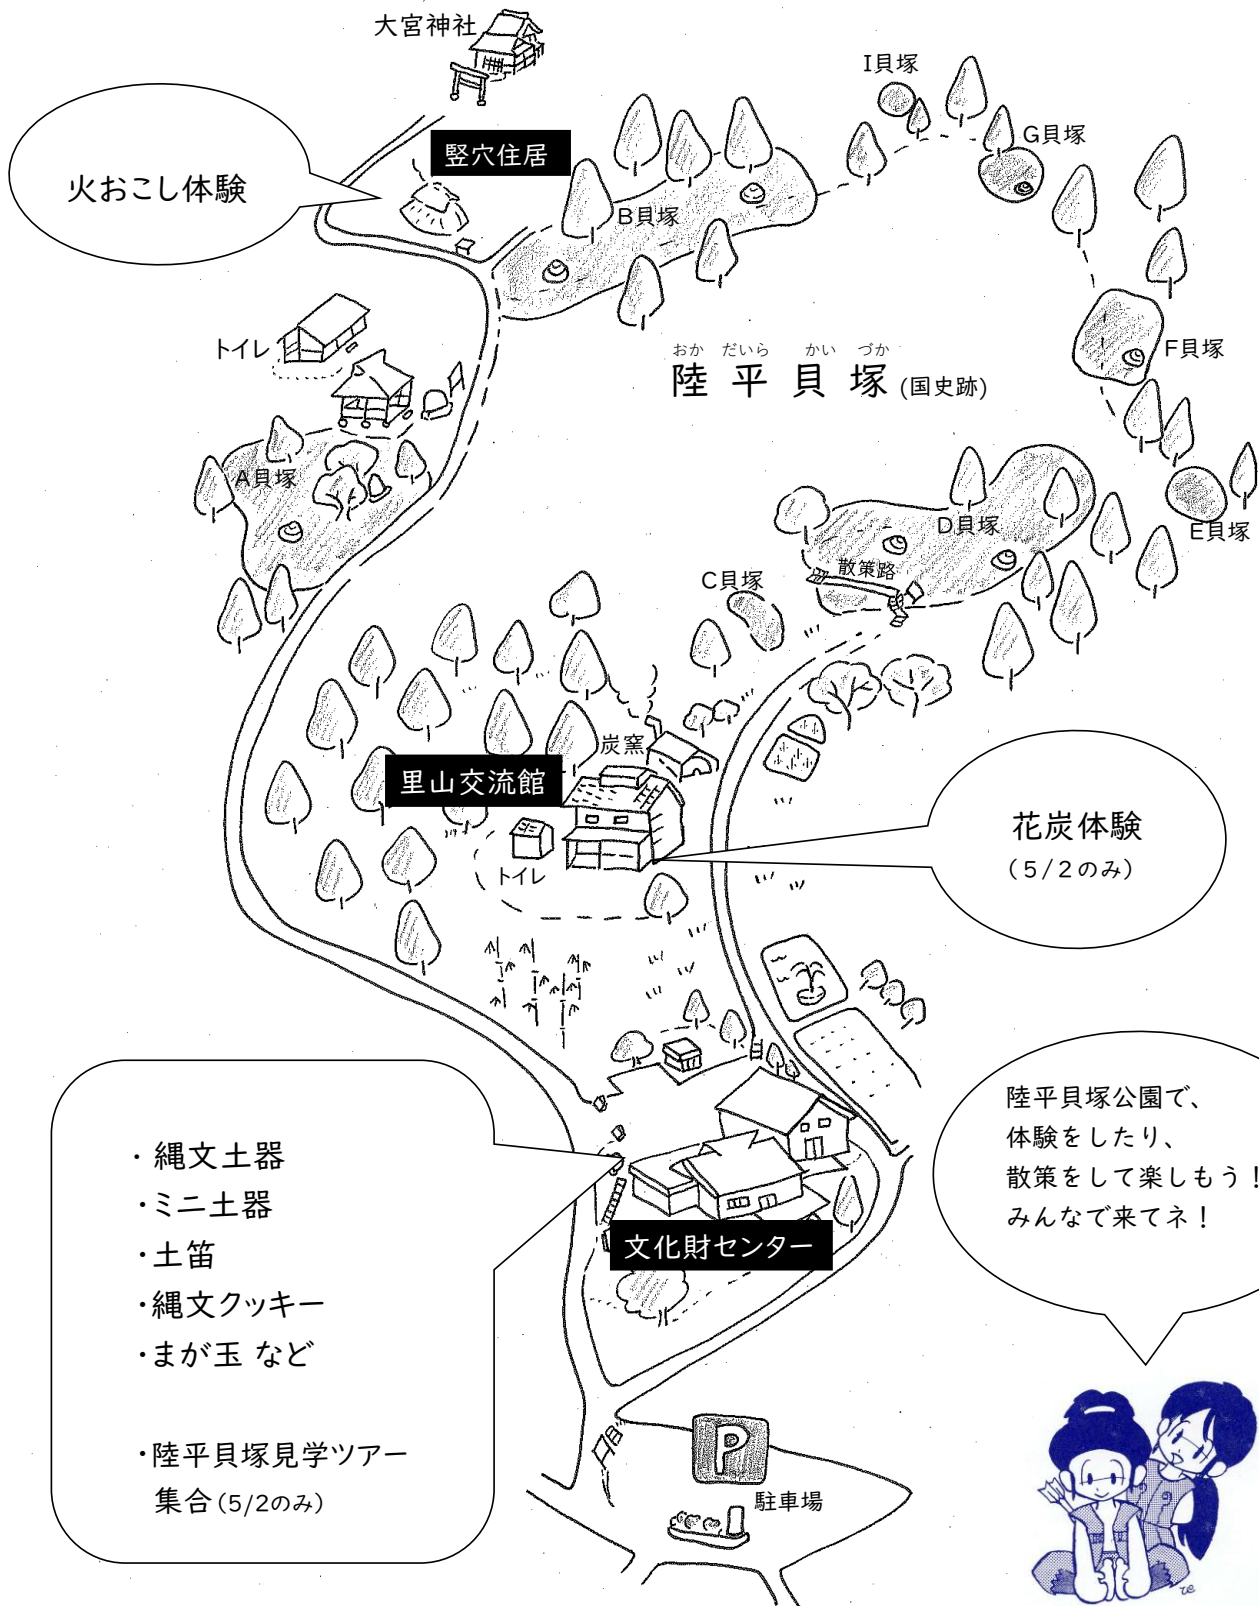 大宮神社
I貝塚
G貝塚
竪穴住居
火おこし体験
B貝塚
トイレ
おか だいら かい づか
陸平貝塚(国史跡)
F貝塚
A貝塚
D貝塚
E貝塚
散策路
C貝塚
炭窯
里山交流館
トイレ
花炭体験
(5/2のみ)
・縄文土器
・ミニ土器
・土笛
・縄文クッキー
・まが玉 など
・陸平貝塚見学ツアー
集合(5/2のみ)
文化財センター
陸平貝塚公園で、
体験をしたり、
散策をして楽しもう!
みんなで来てネ!
P
駐車場